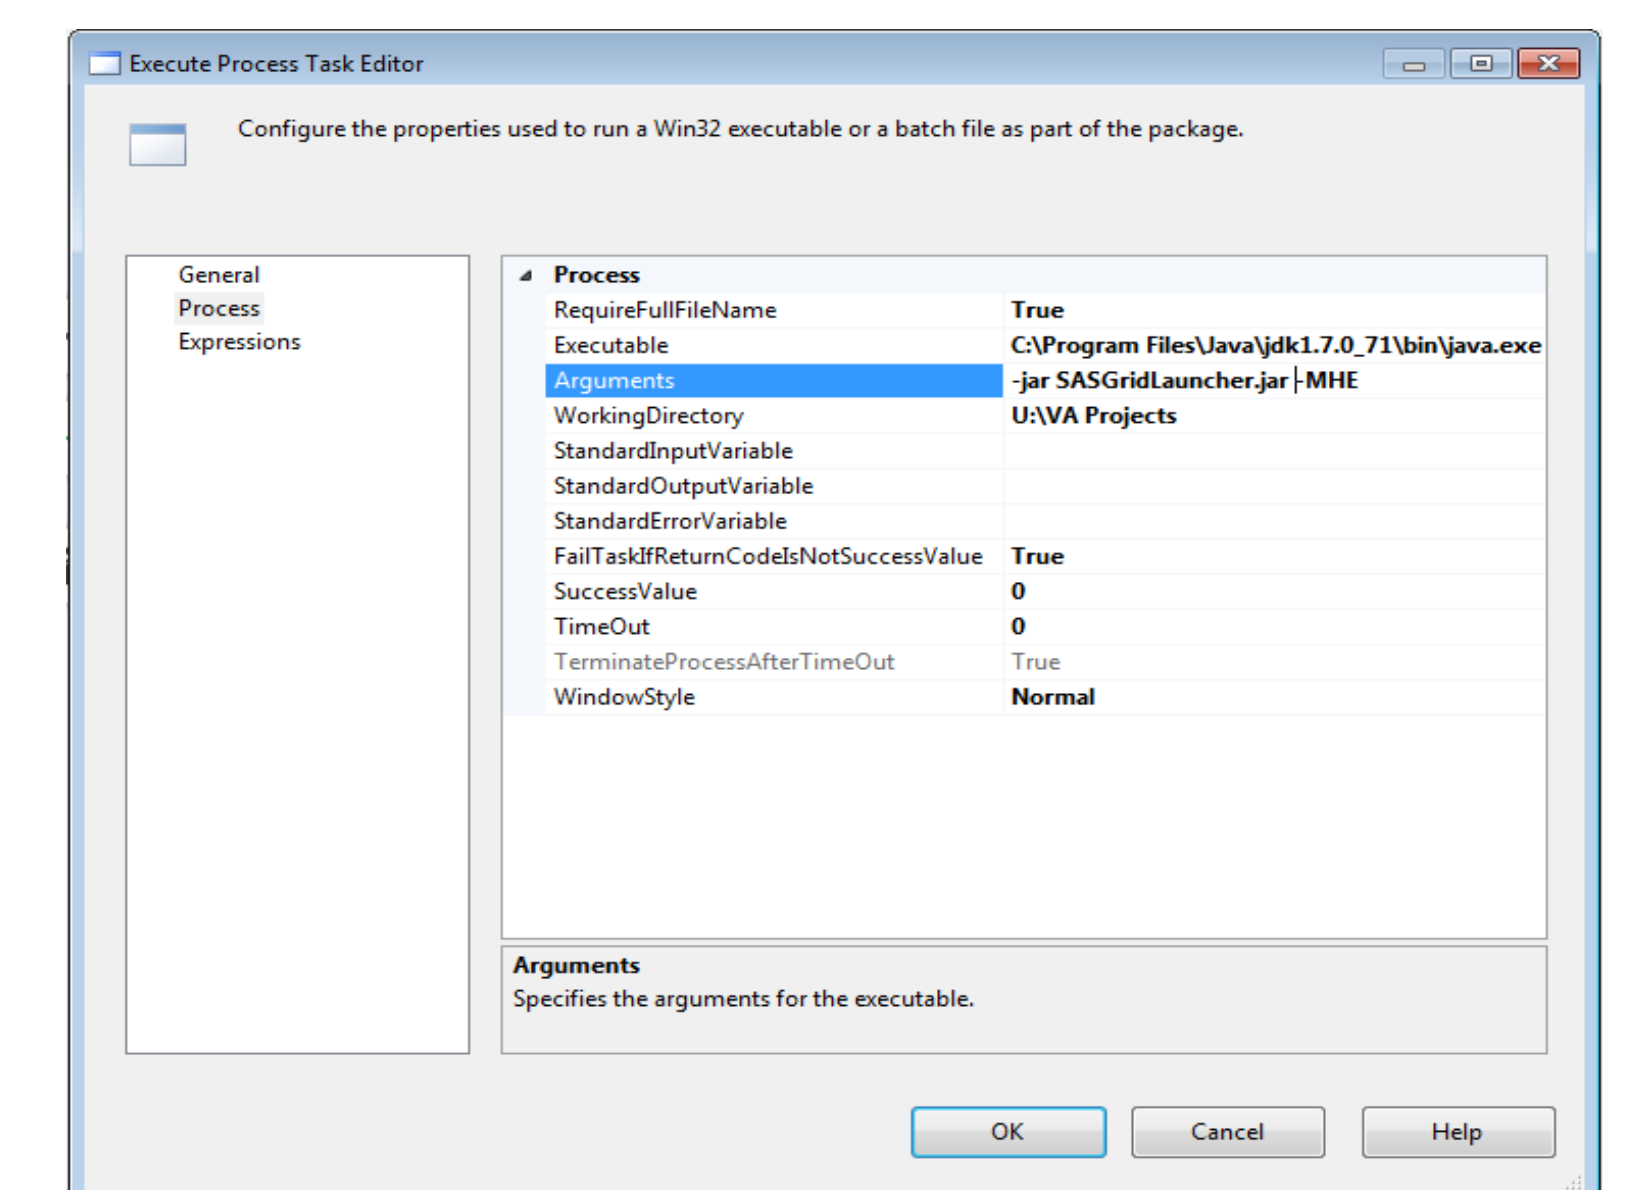 Execute Process Task Editor
Configure the properties used to run a Win32 executable or a batch file as part of the package.
General
Process
Expressions
Process
RequireFullFileName True
Executable C:\Program Files\Java\jdk1.7.0_71\bin\java.exe
Arguments -jar SASGridLauncher.jar -MHE
WorkingDirectory U:\VA Projects
StandardInputVariable
StandardOutputVariable
StandardErrorVariable
FailTaskIfReturnCodeIsNotSuccessValue True
SuccessValue 0
TimeOut 0
TerminateProcessAfterTimeOut True
WindowStyle Normal
Arguments
Specifies the arguments for the executable.
OK Cancel Help